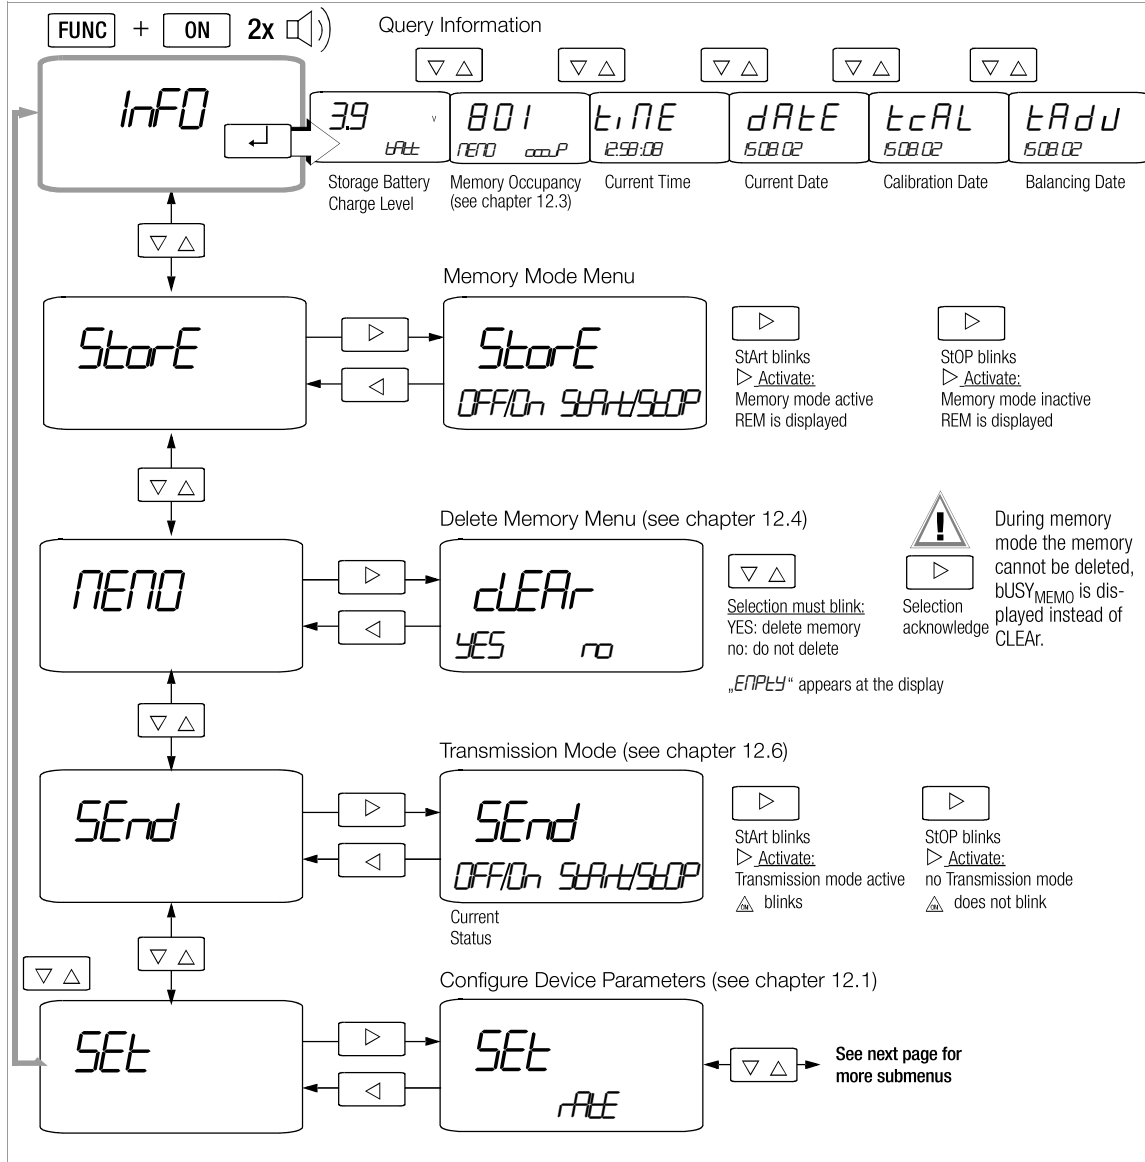 FUNC + ON 2x Query Information
▽ △ ▽ △ ▽ △ ▽ △ ▽ △
InFO
3.9 V
bAtt
801
MEMO occuP
tiME
12:58:08
dAtE
15.08.02
tcAL
15.08.02
tAdJ
15.08.02
Storage Battery
Charge Level
Memory Occupancy
(see chapter 12.3)
Current Time
Current Date
Calibration Date
Balancing Date
▽ △
Memory Mode Menu
StorE
▷
◁
StorE
OFF/On StArt/StOP
▷
StArt blinks
▷ Activate:
Memory mode active
REM is displayed
▷
StOP blinks
▷ Activate:
Memory mode inactive
REM is displayed
▽ △
Delete Memory Menu (see chapter 12.4)
MEMO
▷
◁
cLEAr
YES no
▽ △
Selection must blink:
YES: delete memory
no: do not delete
„EMPtY“ appears at the display
!
▷
Selection
acknowledge
During memory
mode the memory
cannot be deleted,
bUSYMEMO is dis-
played instead of
CLEAr.
▽ △
Transmission Mode (see chapter 12.6)
SEnd
▷
◁
SEnd
OFF/On StArt/StOP
Current
Status
▷
StArt blinks
▷ Activate:
Transmission mode active
ON blinks
▷
StOP blinks
▷ Activate:
no Transmission mode
ON does not blink
▽ △
▽ △
Configure Device Parameters (see chapter 12.1)
SEt
▷
◁
SEt
rAtE
▽ △
See next page for
more submenus